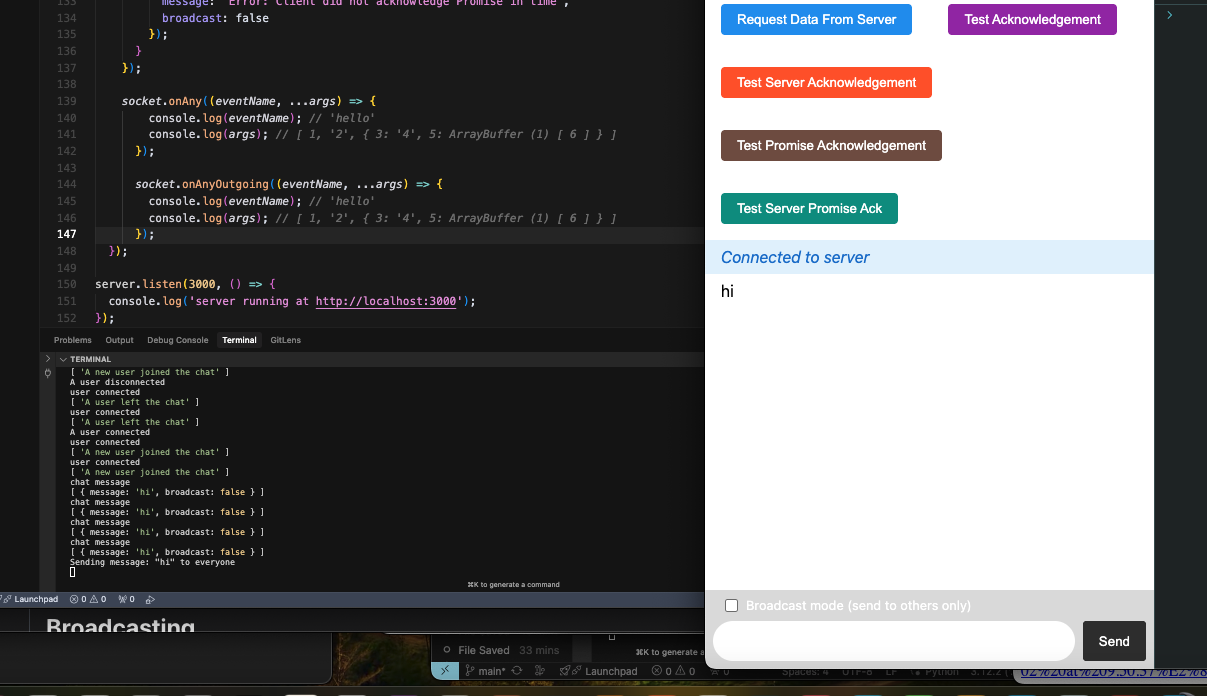 133 message: 'Error: Client did not acknowledge Promise in time',
134 broadcast: false
135 });
136 }
137 });
138
139 socket.onAny((eventName, ...args) => {
140 console.log(eventName); // 'hello'
141 console.log(args); // [ 1, '2', { 3: '4', 5: ArrayBuffer (1) [ 6 ] } ]
142 });
143
144 socket.onAnyOutgoing((eventName, ...args) => {
145 console.log(eventName); // 'hello'
146 console.log(args); // [ 1, '2', { 3: '4', 5: ArrayBuffer (1) [ 6 ] } ]
147 });
148 });
149
150 server.listen(3000, () => {
151 console.log('server running at http://localhost:3000');
152 });
Problems Output Debug Console Terminal GitLens
TERMINAL
[ 'A new user joined the chat' ]
A user disconnected
user connected
[ 'A user left the chat' ]
user connected
[ 'A user left the chat' ]
A user connected
user connected
[ 'A new user joined the chat' ]
user connected
[ 'A new user joined the chat' ]
chat message
[ { message: 'hi', broadcast: false } ]
chat message
[ { message: 'hi', broadcast: false } ]
chat message
[ { message: 'hi', broadcast: false } ]
chat message
[ { message: 'hi', broadcast: false } ]
Sending message: "hi" to everyone
⌘K to generate a command
Launchpad 0 0 0
Broadcasting
File Saved 33 mins
⌘K to generate a
main* Launchpad 0 0 0
Spaces: 4 UTF-8 LF Python 3.12.2
Request Data From Server Test Acknowledgement
Test Server Acknowledgement
Test Promise Acknowledgement
Test Server Promise Ack
Connected to server
hi
Broadcast mode (send to others only)
Send